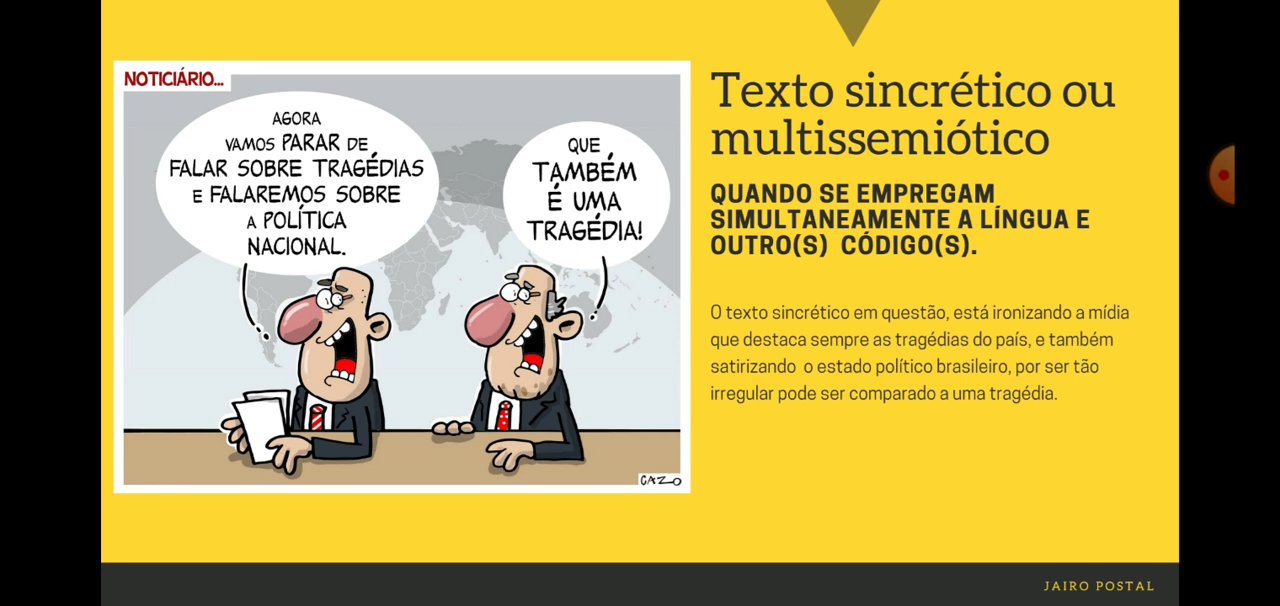 NOTICIÁRIO...
AGORA
VAMOS PARAR DE
FALAR SOBRE TRAGÉDIAS
E FALAREMOS SOBRE
A POLÍTICA
NACIONAL.
QUE
TAMBÉM
É UMA
TRAGÉDIA!
CAZO
Texto sincrético ou
multissemiótico
QUANDO SE EMPREGAM
SIMULTANEAMENTE A LÍNGUA E
OUTRO(S) CÓDIGO(S).
O texto sincrético em questão, está ironizando a mídia
que destaca sempre as tragédias do país, e também
satirizando o estado político brasileiro, por ser tão
irregular pode ser comparado a uma tragédia.
JAIRO POSTAL